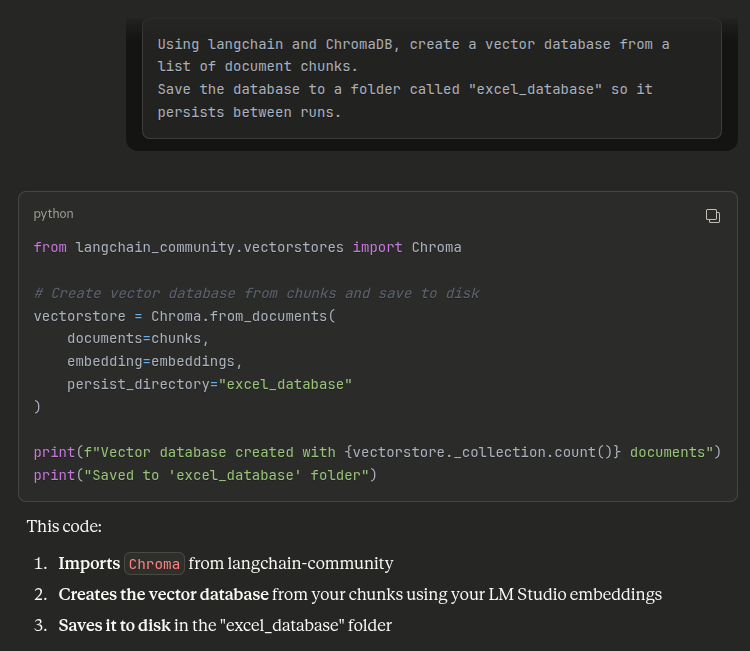 Using langchain and ChromaDB, create a vector database from a
list of document chunks.
Save the database to a folder called "excel_database" so it
persists between runs.
python
from langchain_community.vectorstores import Chroma
# Create vector database from chunks and save to disk
vectorstore = Chroma.from_documents(
    documents=chunks,
    embedding=embeddings,
    persist_directory="excel_database"
)
print(f"Vector database created with {vectorstore._collection.count()} documents")
print("Saved to 'excel_database' folder")
This code:
1. Imports Chroma from langchain-community
2. Creates the vector database from your chunks using your LM Studio embeddings
3. Saves it to disk in the "excel_database" folder